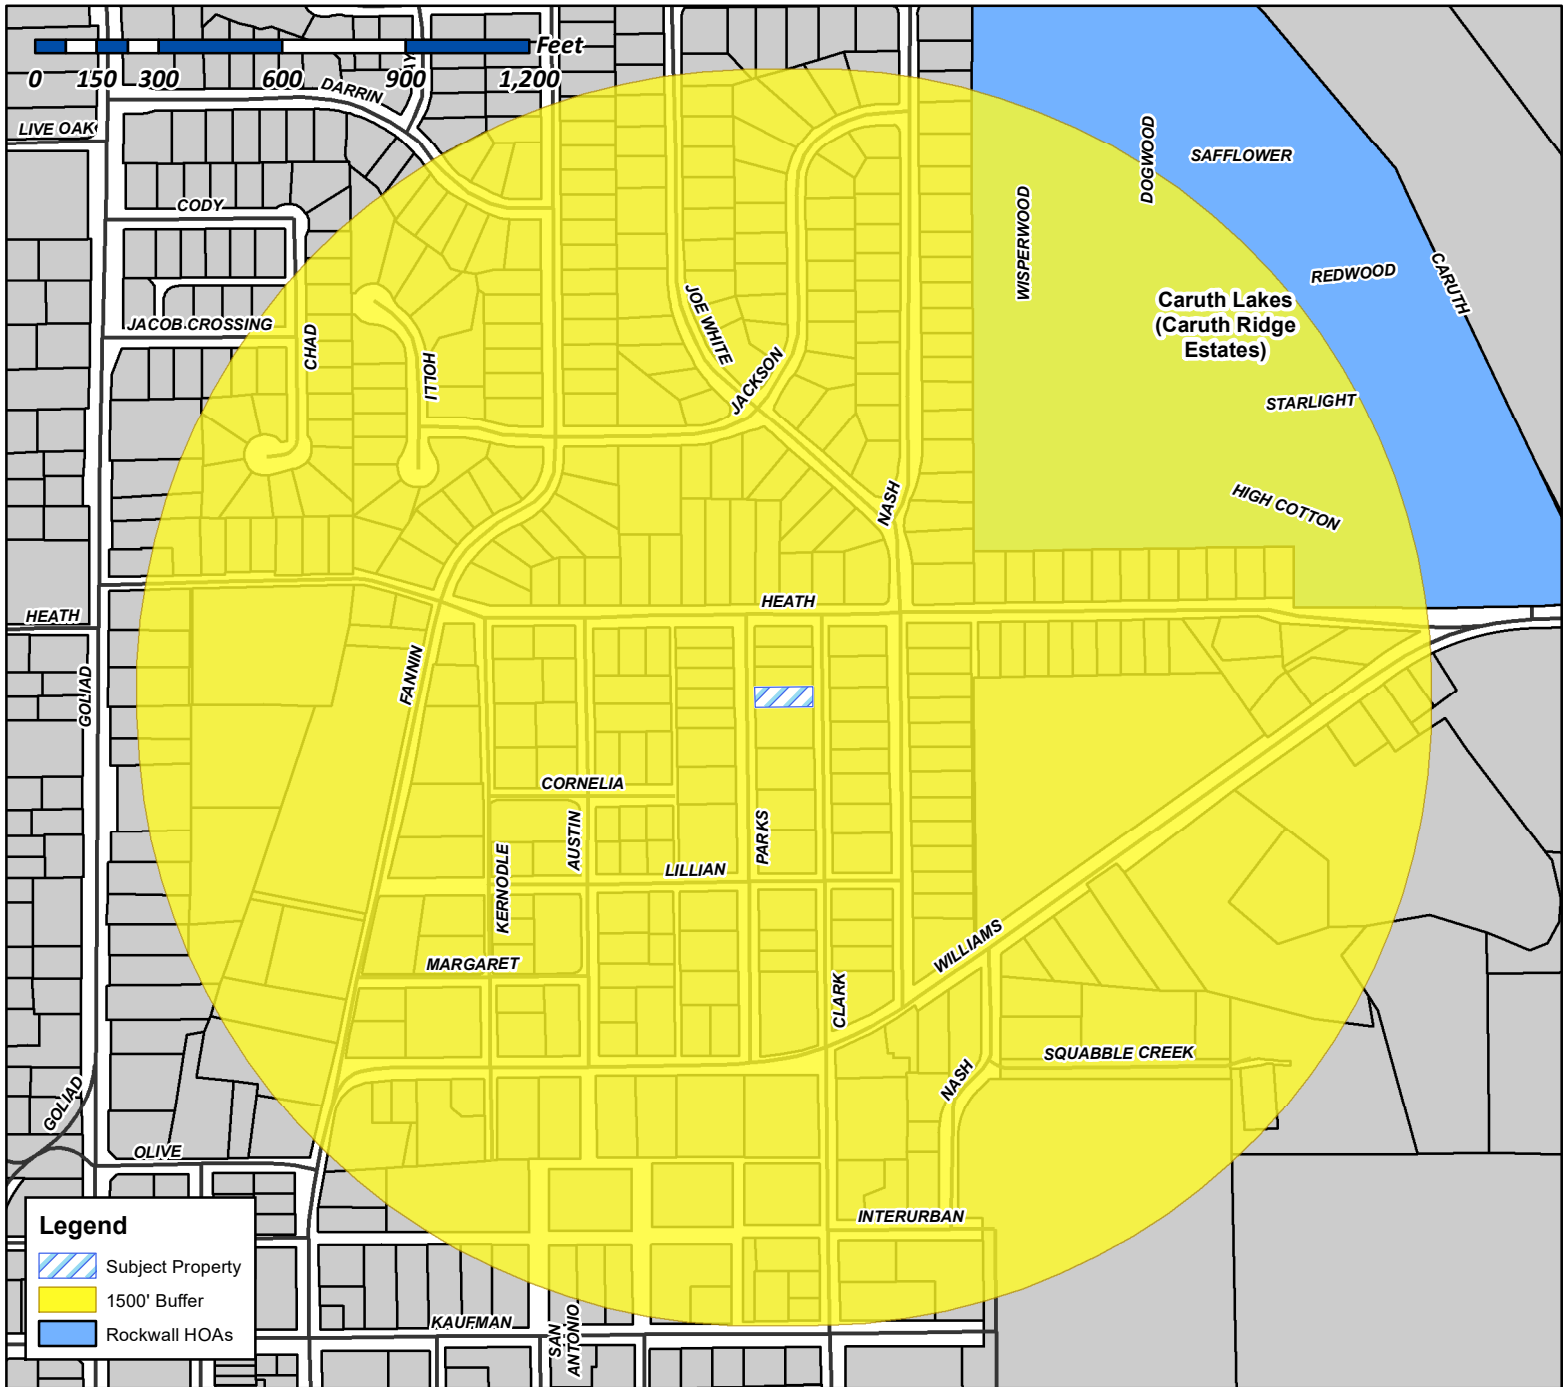 Feet
0 150 300 600 900 1,200
DARRIN
LIVE OAK
CODY
JACOB CROSSING
CHAD
HOLLI
JOE WHITE
JACKSON
NASH
WISPERWOOD
DOGWOOD
SAFFLOWER
REDWOOD
CARUTH
Caruth Lakes
(Caruth Ridge
Estates)
STARLIGHT
HIGH COTTON
HEATH
HEATH
GOLIAD
FANNIN
CORNELIA
AUSTIN
PARKS
KERNODLE
LILLIAN
MARGARET
WILLIAMS
CLARK
SQUABBLE CREEK
NASH
GOLIAD
OLIVE
INTERURBAN
KAUFMAN
SAN
ANTONIO
Legend
Subject Property
1500' Buffer
Rockwall HOAs